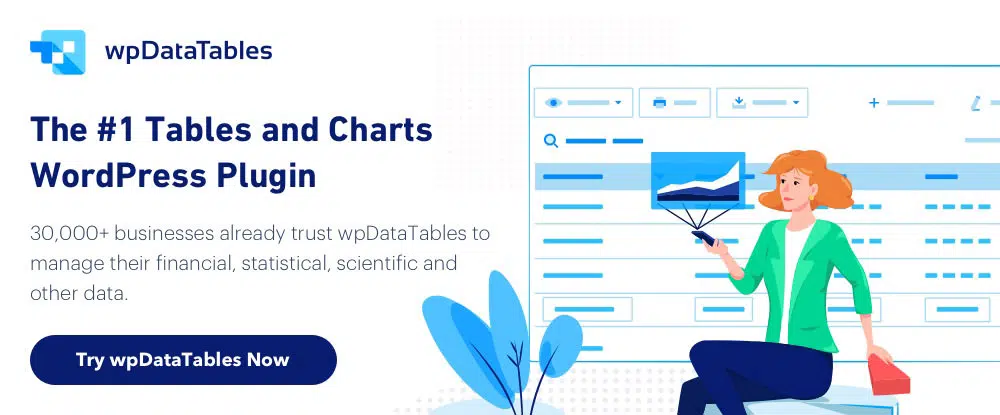 wpDataTables
The #1 Tables and Charts
WordPress Plugin
30,000+ businesses already trust wpDataTables to
manage their financial, statistical, scientific and
other data.
Try wpDataTables Now